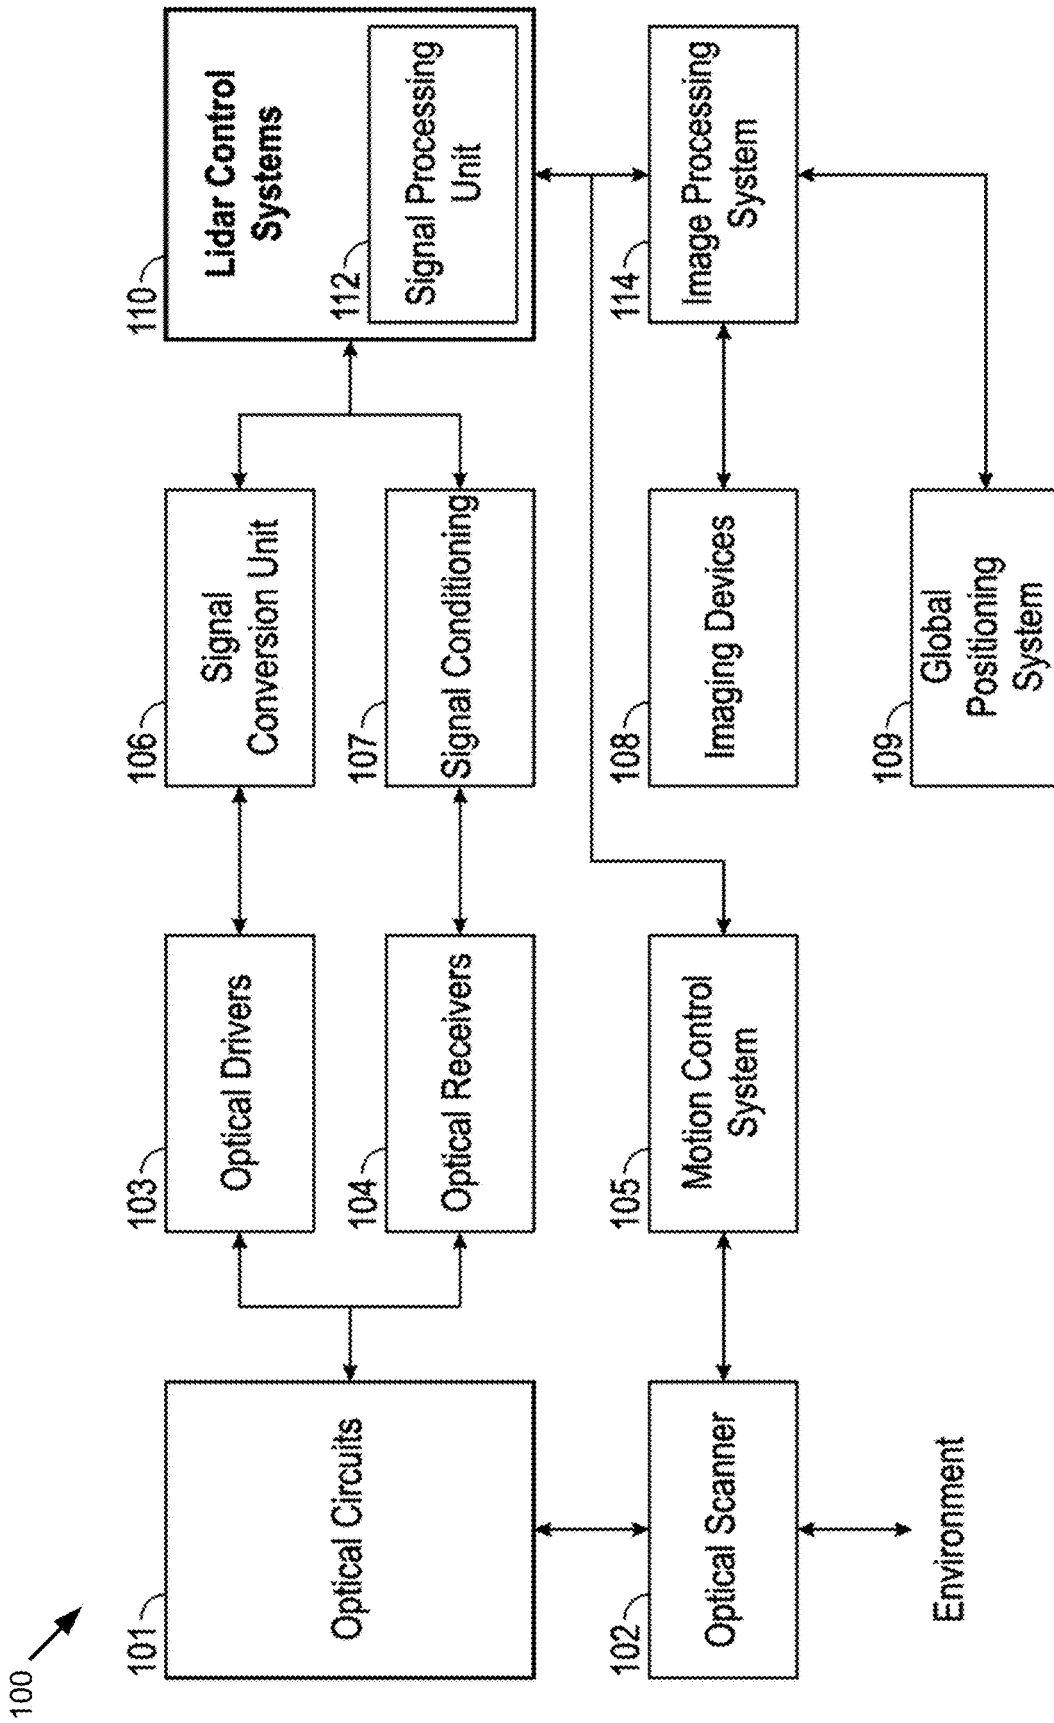 100
101
Optical Circuits
103
Optical Drivers
106
Signal
Conversion Unit
110
Lidar Control
Systems
112
Signal Processing
Unit
104
Optical Receivers
107
Signal Conditioning
102
Optical Scanner
105
Motion Control
System
108
Imaging Devices
114
Image Processing
System
Environment
109
Global
Positioning
System